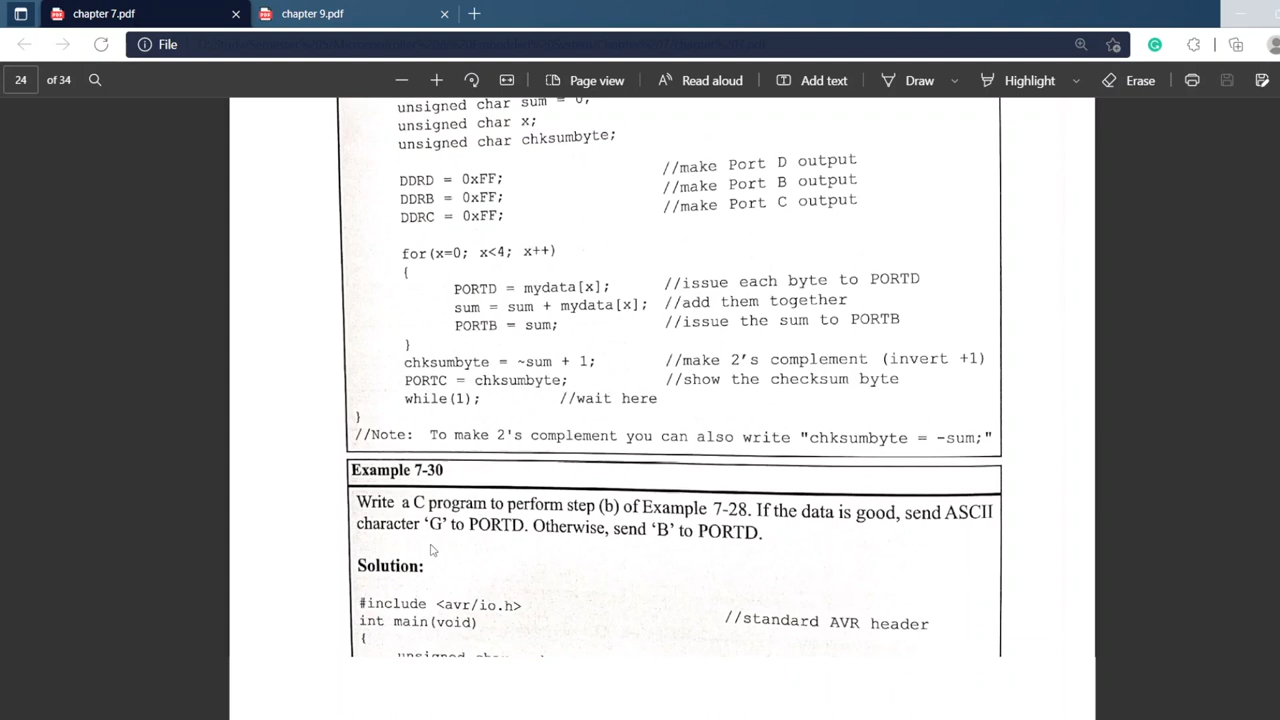 chapter 7.pdf
chapter 9.pdf
File
24 of 34
Page view
Read aloud
Add text
Draw
Highlight
Erase
unsigned char sum = 0;
unsigned char x;
unsigned char chksumbyte;
DDRD = 0xFF; //make Port D output
DDRB = 0xFF; //make Port B output
DDRC = 0xFF; //make Port C output
for(x=0; x<4; x++)
{
PORTD = mydata[x]; //issue each byte to PORTD
sum = sum + mydata[x]; //add them together
PORTB = sum; //issue the sum to PORTB
}
chksumbyte = ~sum + 1; //make 2's complement (invert +1)
PORTC = chksumbyte; //show the checksum byte
while(1); //wait here
}
//Note: To make 2's complement you can also write "chksumbyte = -sum;"
Example 7-30
Write a C program to perform step (b) of Example 7-28. If the data is good, send ASCII
character ‘G’ to PORTD. Otherwise, send ‘B’ to PORTD.
Solution:
#include <avr/io.h> //standard AVR header
int main(void)
{